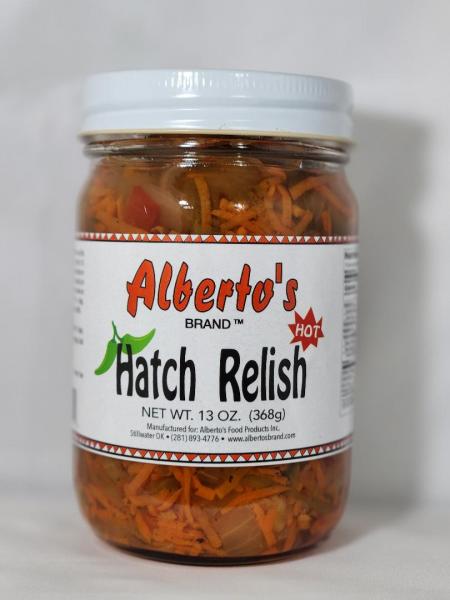 Alberto's
BRAND™
HOT
Hatch Relish
NET WT. 13 OZ. (368g)
Manufactured for: Alberto's Food Products Inc.
Stillwater OK • (281) 893-4776 • www.albertosbrand.com